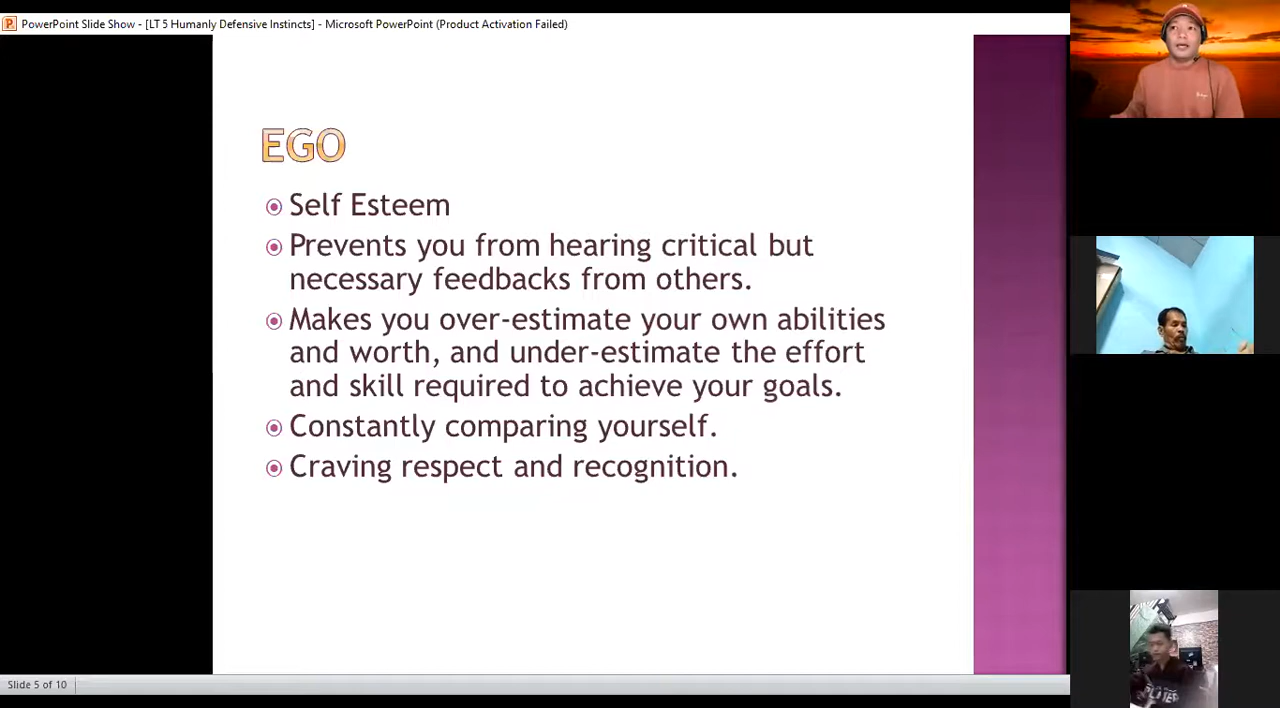 PowerPoint Slide Show - [LT 5 Humanly Defensive Instincts] - Microsoft PowerPoint (Product Activation Failed)
EGO
Self Esteem
Prevents you from hearing critical but
necessary feedbacks from others.
Makes you over-estimate your own abilities
and worth, and under-estimate the effort
and skill required to achieve your goals.
Constantly comparing yourself.
Craving respect and recognition.
Slide 5 of 10